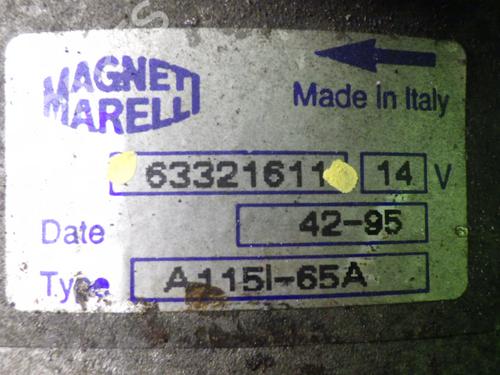 MAGNETI
MARELLI
Made in Italy
63321611 14 V
Date 42-95
Type A115I-65A